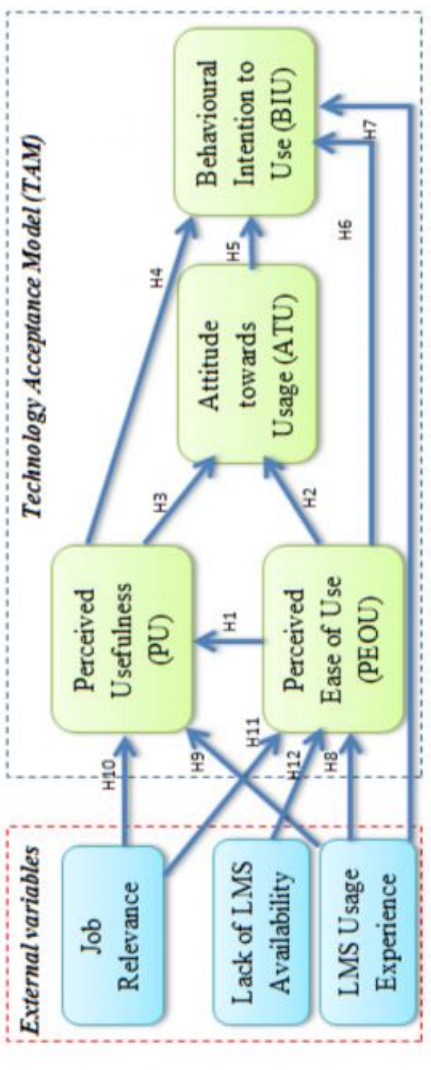 External variables
Technology Acceptance Model (TAM)
Job
Relevance
Lack of LMS
Availability
LMS Usage
Experience
H10
H9
H11
H12
H8
Perceived
Usefulness
(PU)
H1
Perceived
Ease of Use
(PEOU)
H3
H2
H4
Attitude
towards
Usage (ATU)
H5
H6
H7
Behavioural
Intention to
Use (BIU)